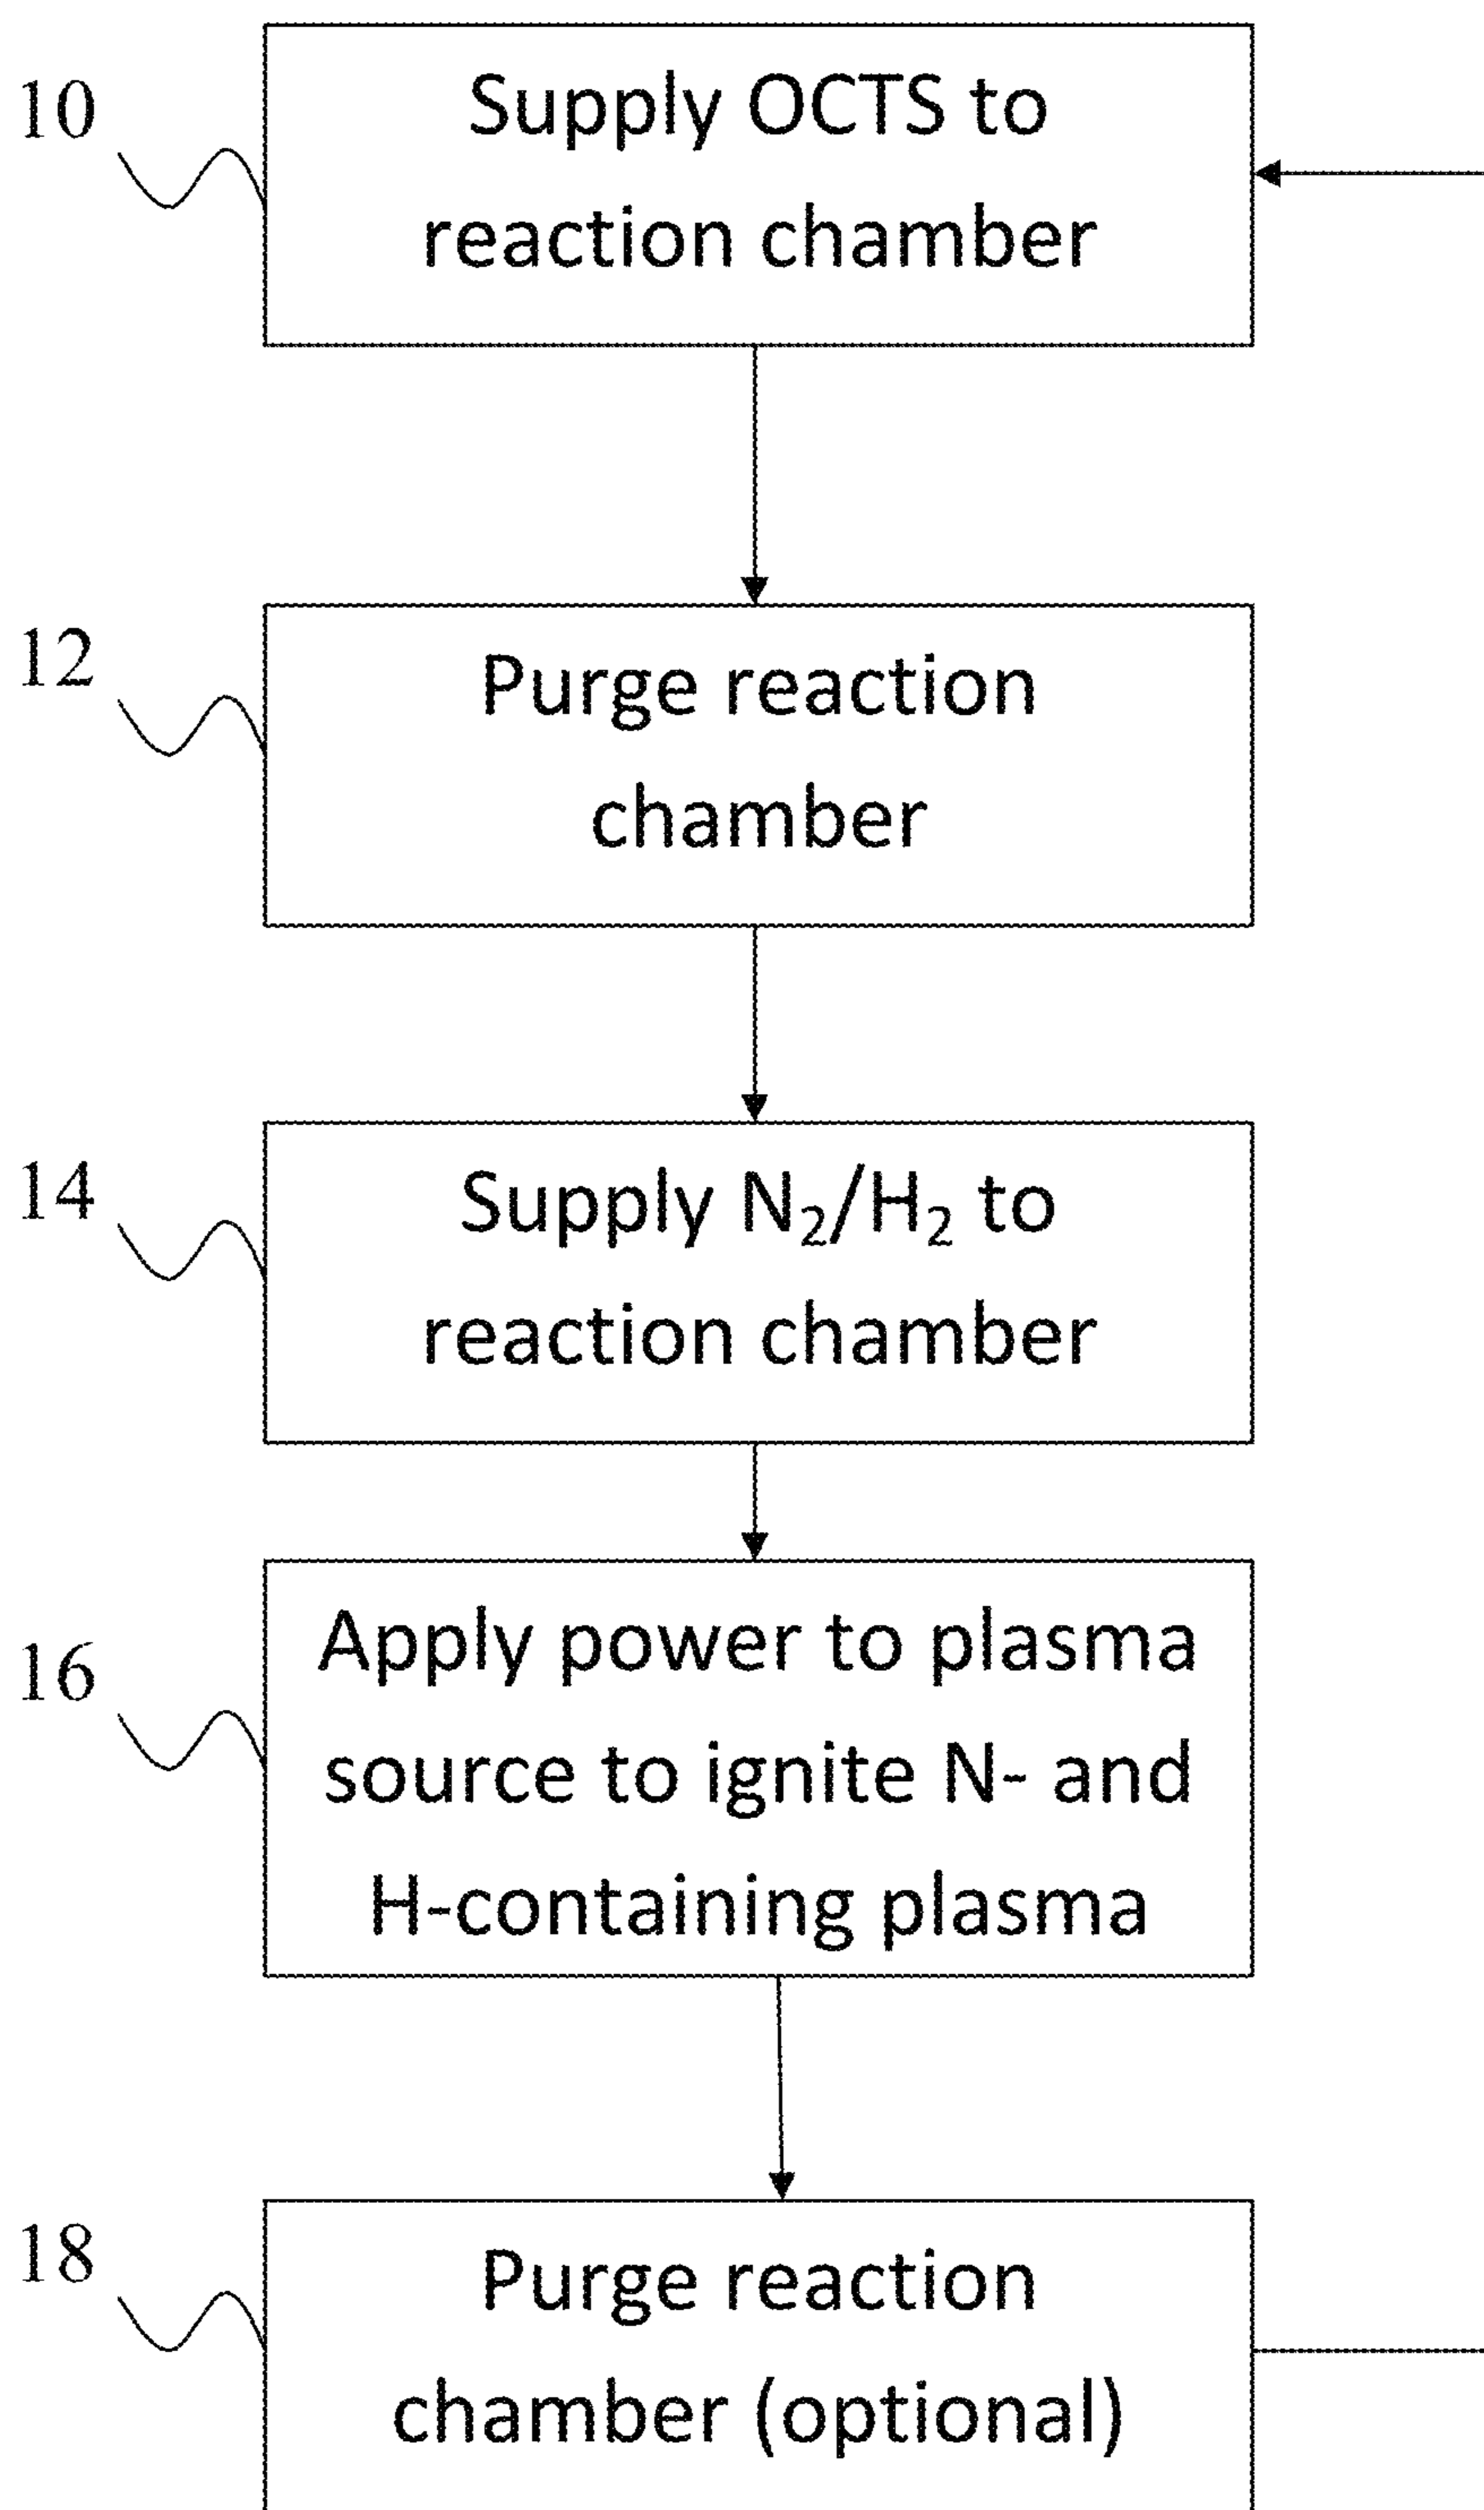 10
Supply OCTS to
reaction chamber
12
Purge reaction
chamber
14
Supply N₂/H₂ to
reaction chamber
16
Apply power to plasma
source to ignite N- and
H-containing plasma
18
Purge reaction
chamber (optional)